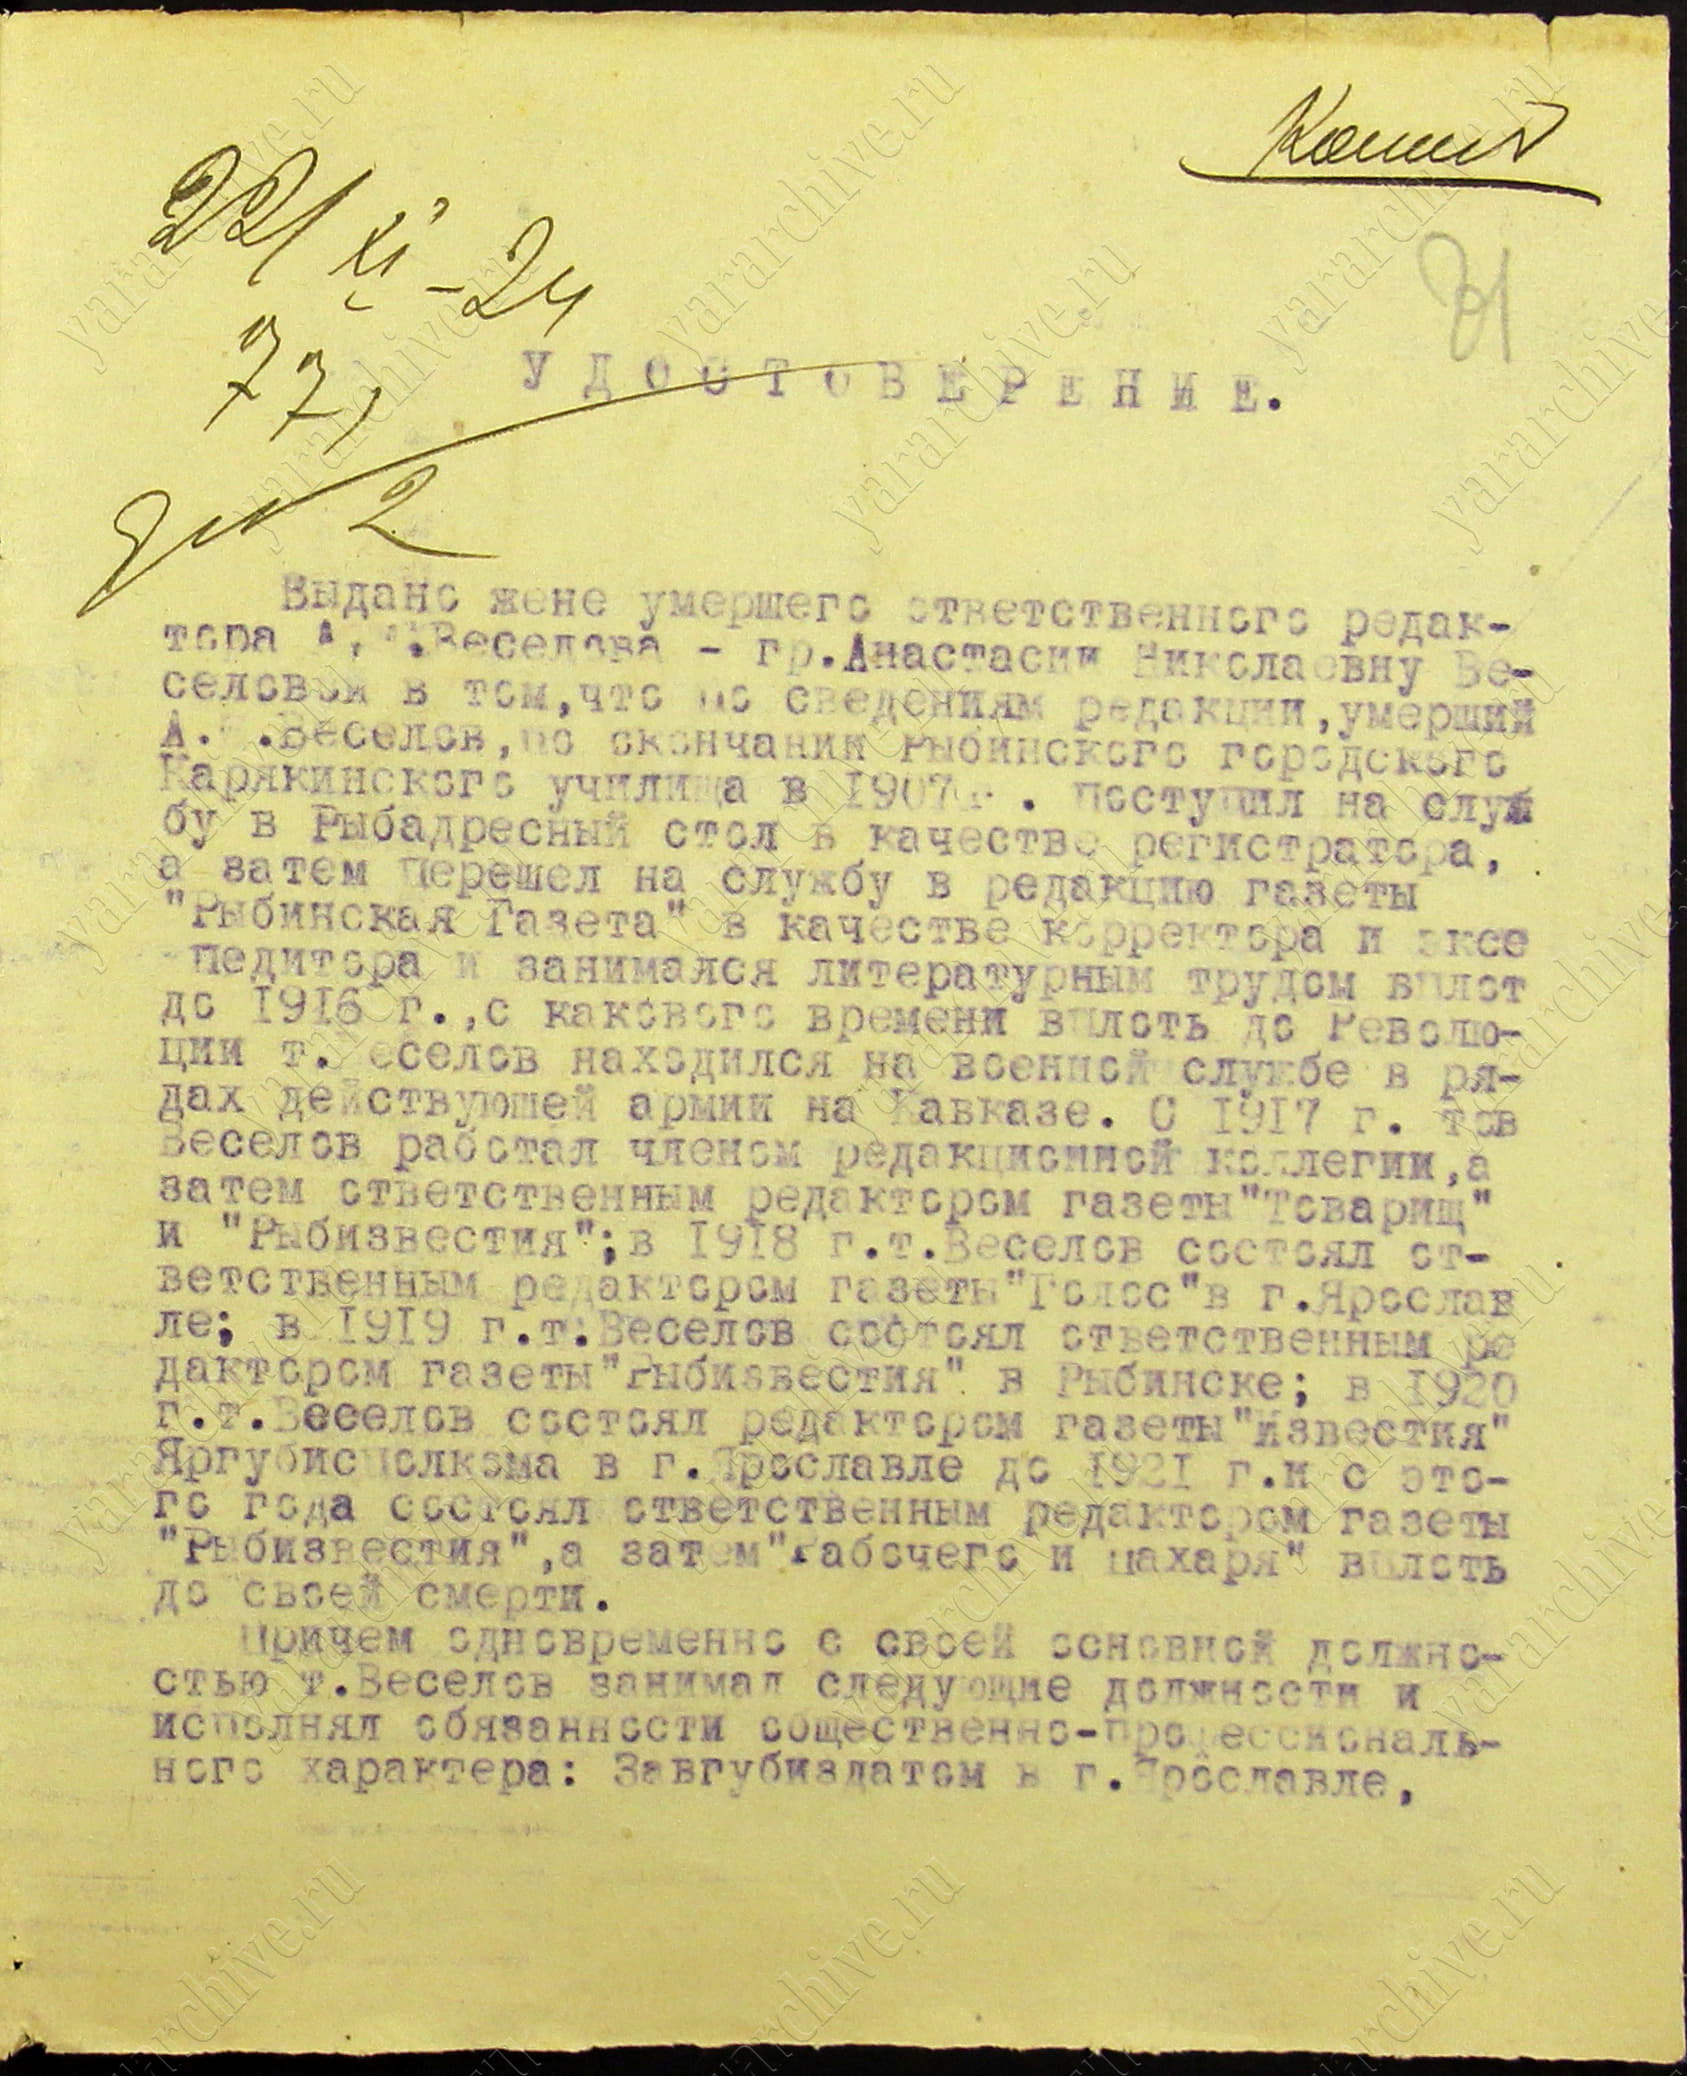 Копия
22/XI-24
77,
31
УДОСТОВЕРЕНИЕ.
2
Выдано жене умершего ответственного редак-
тора А. .Веселова - гр.Анастасии Николаевну Ве-
селовой в том,что по сведениям редакции,умерший
А. .Веселов,по окончании Рыбинского городского
Карякинского училища в 1907 г. поступил на служ
бу в Рыбадресный стол в качестве регистратора,
а затем перешел на службу в редакцию газеты
"Рыбинская Газета" в качестве корректора и эксе
-педитора и занимался литературным трудом вплот
до 1916 г.,с какового времени вплоть до Револю-
ции т.Веселов находился на военной службе в ря-
дах действующей армии на Кавказе. С 1917 г. тов
Веселов работал членом редакционной коллегии,а
затем ответственным редактором газеты"Товарищ"
и "Рыбизвестия";в 1918 г.т.Веселов состоял от-
ветственным редактором газеты"Голос"в г.Ярослав
ле; в 1919 г.т.Веселов состоял ответственным ре
дактором газеты"Рыбизвестия" в Рыбинске; в 1920
г.т.Веселов состоял редактором газеты"Известия"
Яргубисполкома в г.Ярославле до 1921 г.и с это-
го года состоял ответственным редактором газеты
"Рыбизвестия",а затем"Рабочего и пахаря" вплоть
до своей смерти.
Причем одновременно с своей основной должно-
стью т.Веселов занимал следующие должности и
исполнял обязанности общественно-професcиональ-
ного характера: Завгубиздатом в г.Ярославле,
yararchive.ru